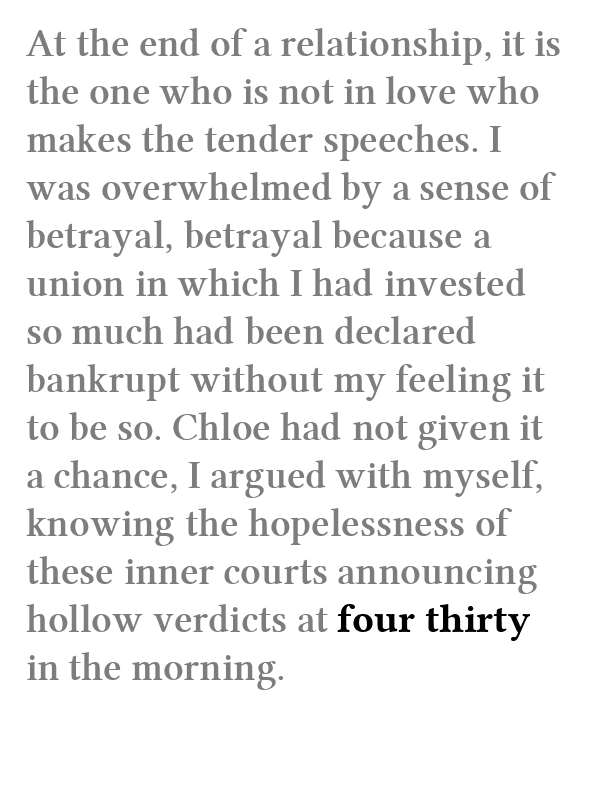 At the end of a relationship, it is
the one who is not in love who
makes the tender speeches. I
was overwhelmed by a sense of
betrayal, betrayal because a
union in which I had invested
so much had been declared
bankrupt without my feeling it
to be so. Chloe had not given it
a chance, I argued with myself,
knowing the hopelessness of
these inner courts announcing
hollow verdicts at four thirty
in the morning.